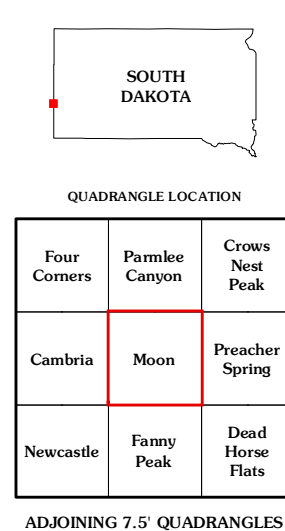 SOUTH
DAKOTA
QUADRANGLE LOCATION
Four
Corners
Parmlee
Canyon
Crows
Nest
Peak
Cambria
Moon
Preacher
Spring
Newcastle
Fanny
Peak
Dead
Horse
Flats
ADJOINING 7.5' QUADRANGLES